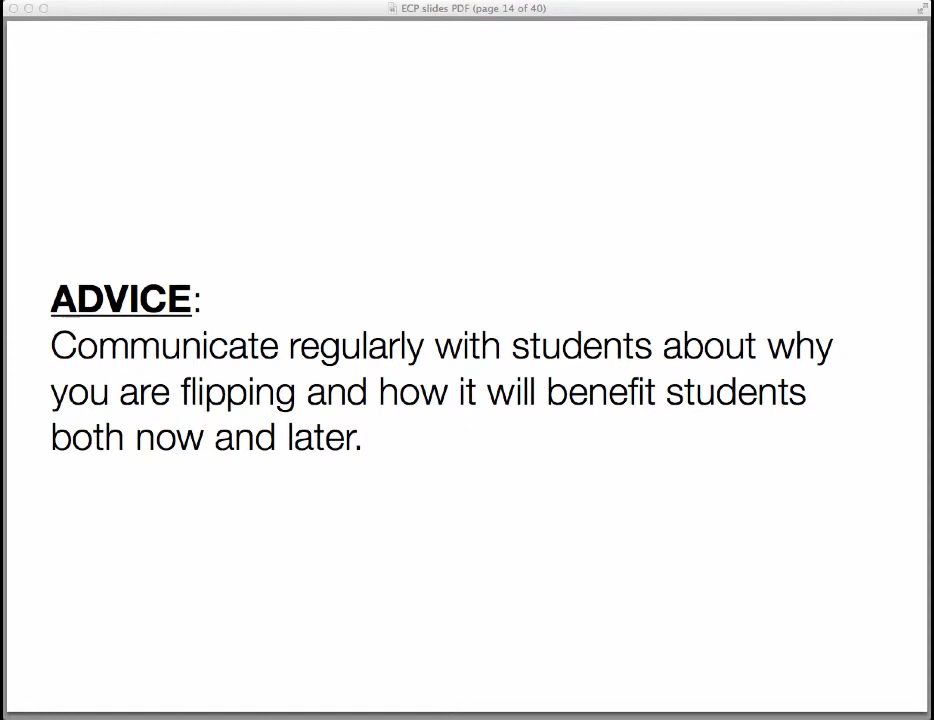 ECP slides PDF (page 14 of 40)
ADVICE:
Communicate regularly with students about why
you are flipping and how it will benefit students
both now and later.